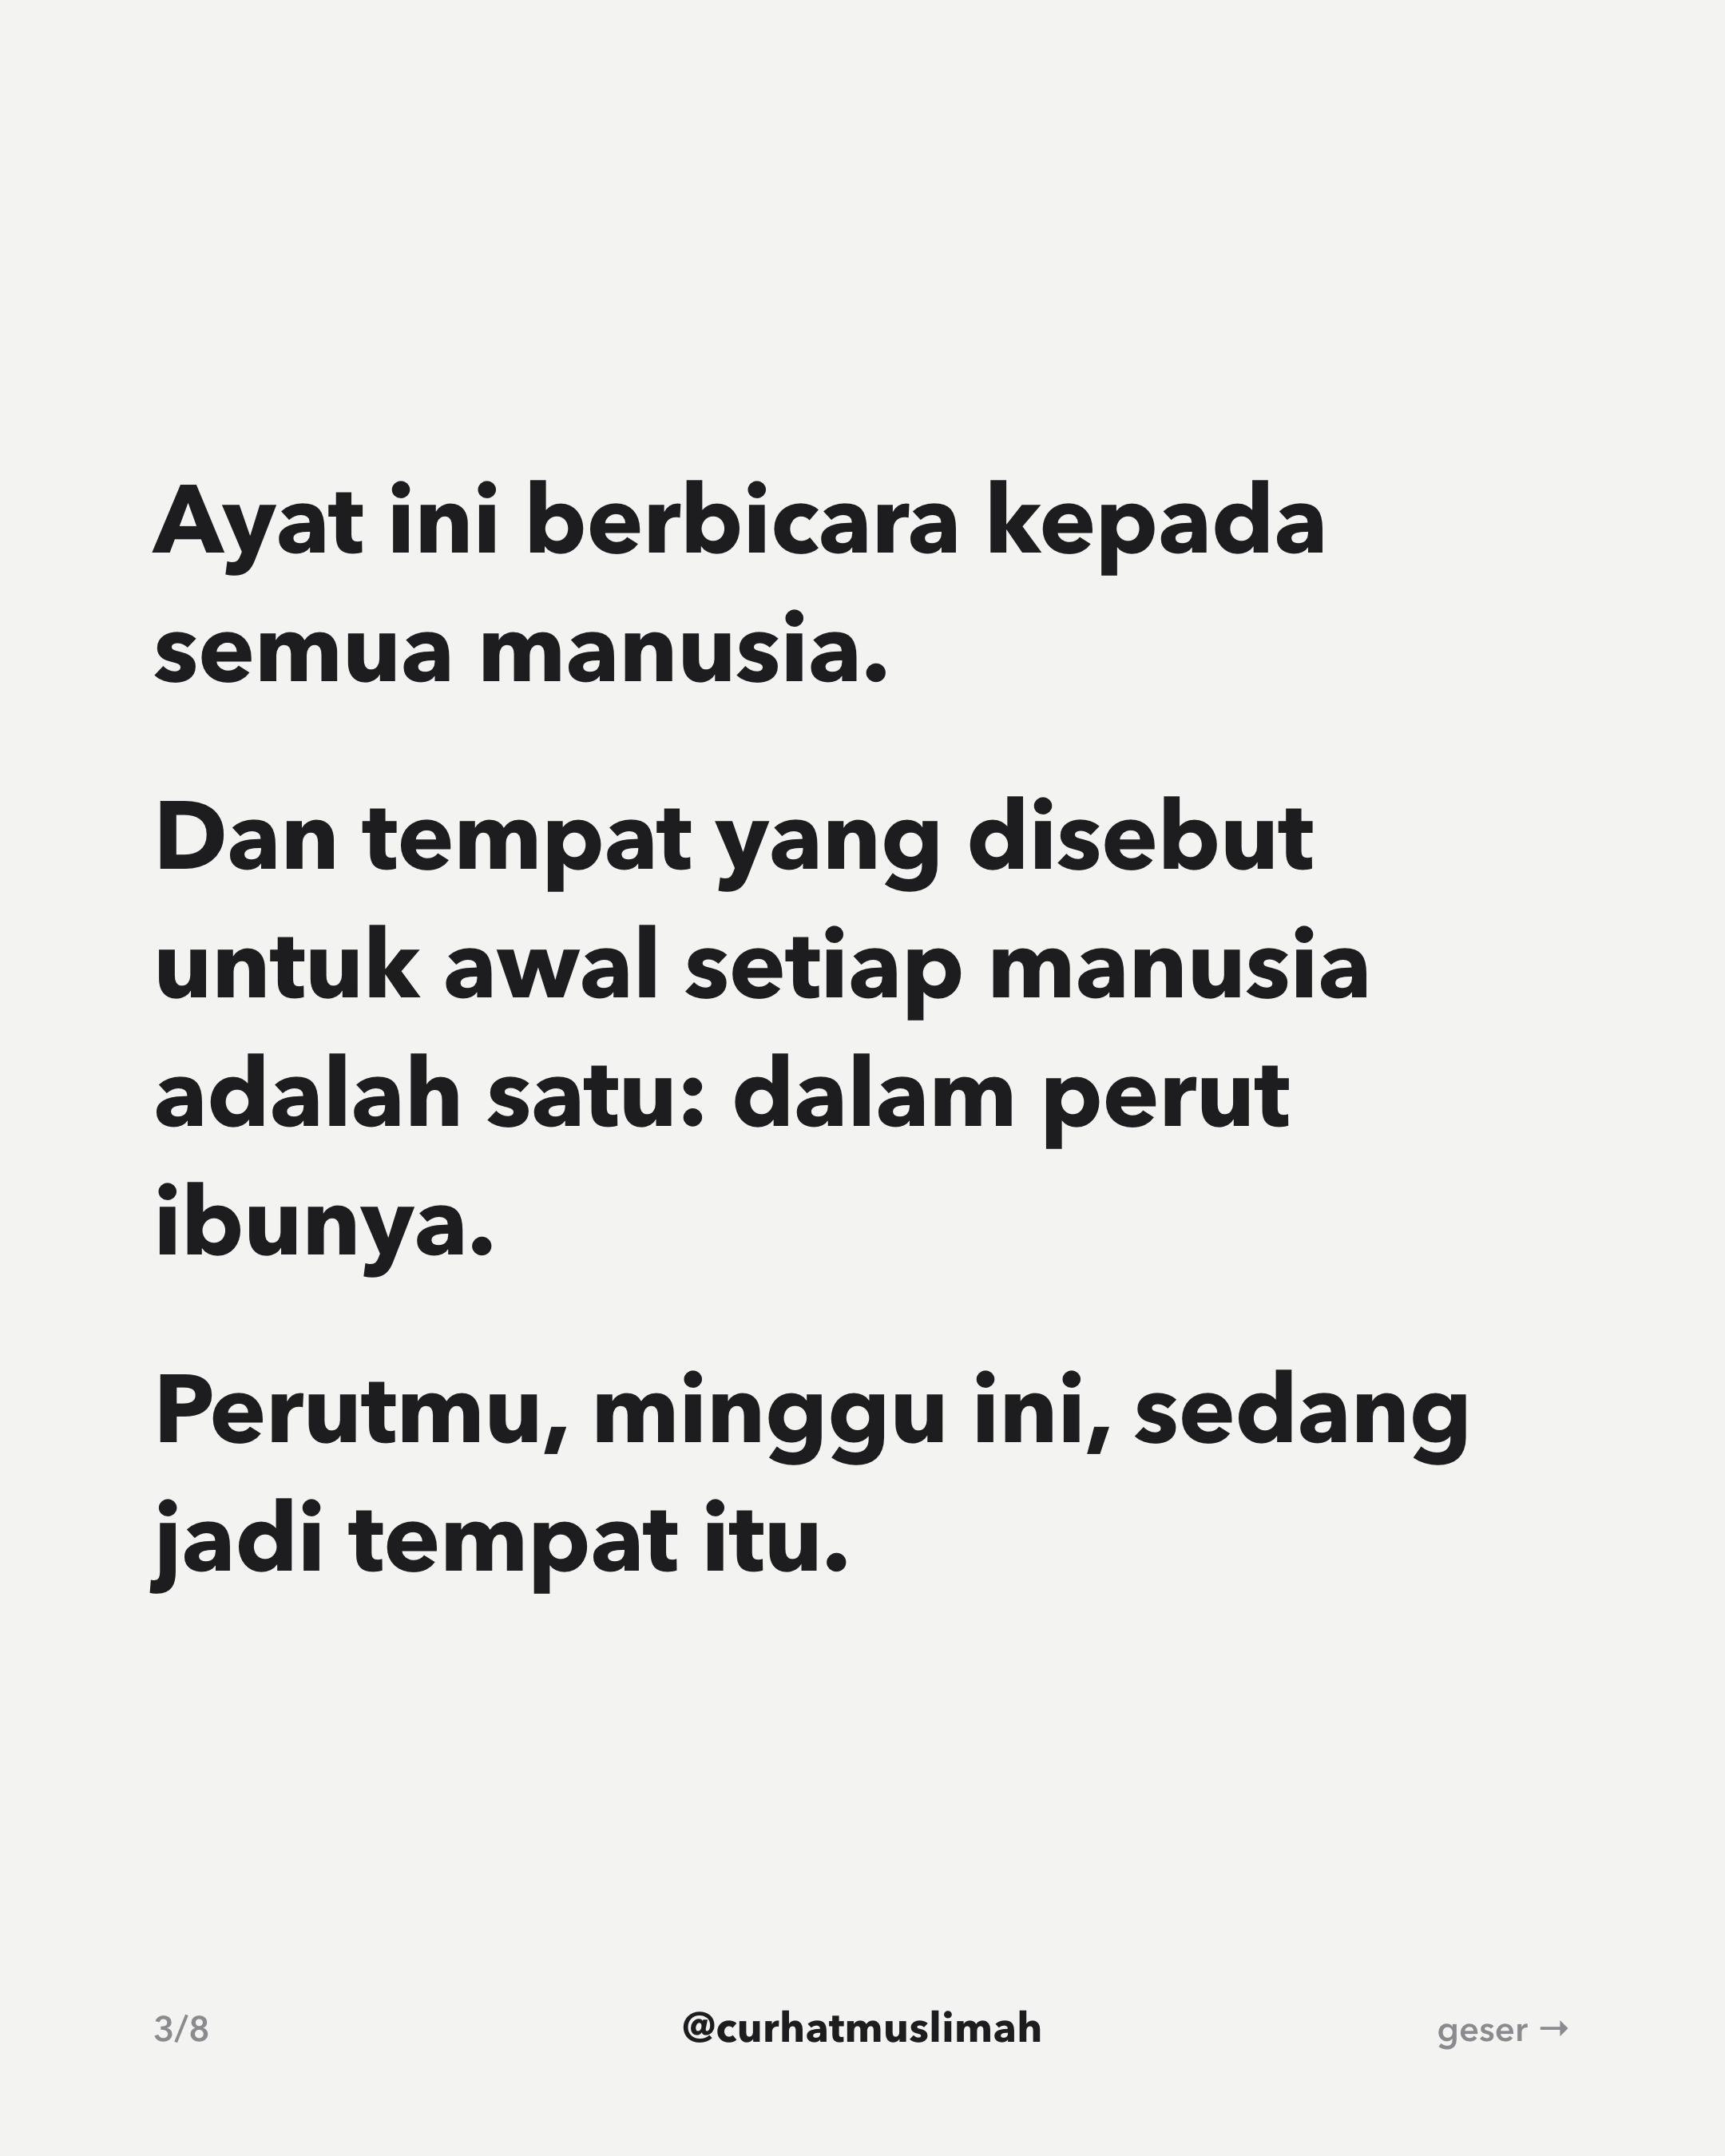 Ayat ini berbicara kepada
semua manusia.
Dan tempat yang disebut
untuk awal setiap manusia
adalah satu: dalam perut
ibunya.
Perutmu, minggu ini, sedang
jadi tempat itu.
3/8
@curhatmuslimah
geser →